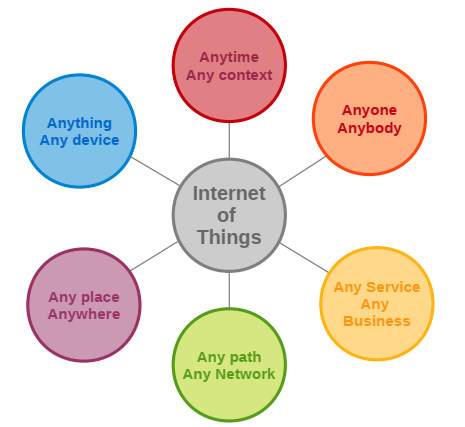 Anytime
Any context
Anyone
Anybody
Anything
Any device
Internet
of
Things
Any place
Anywhere
Any Service
Any
Business
Any path
Any Network